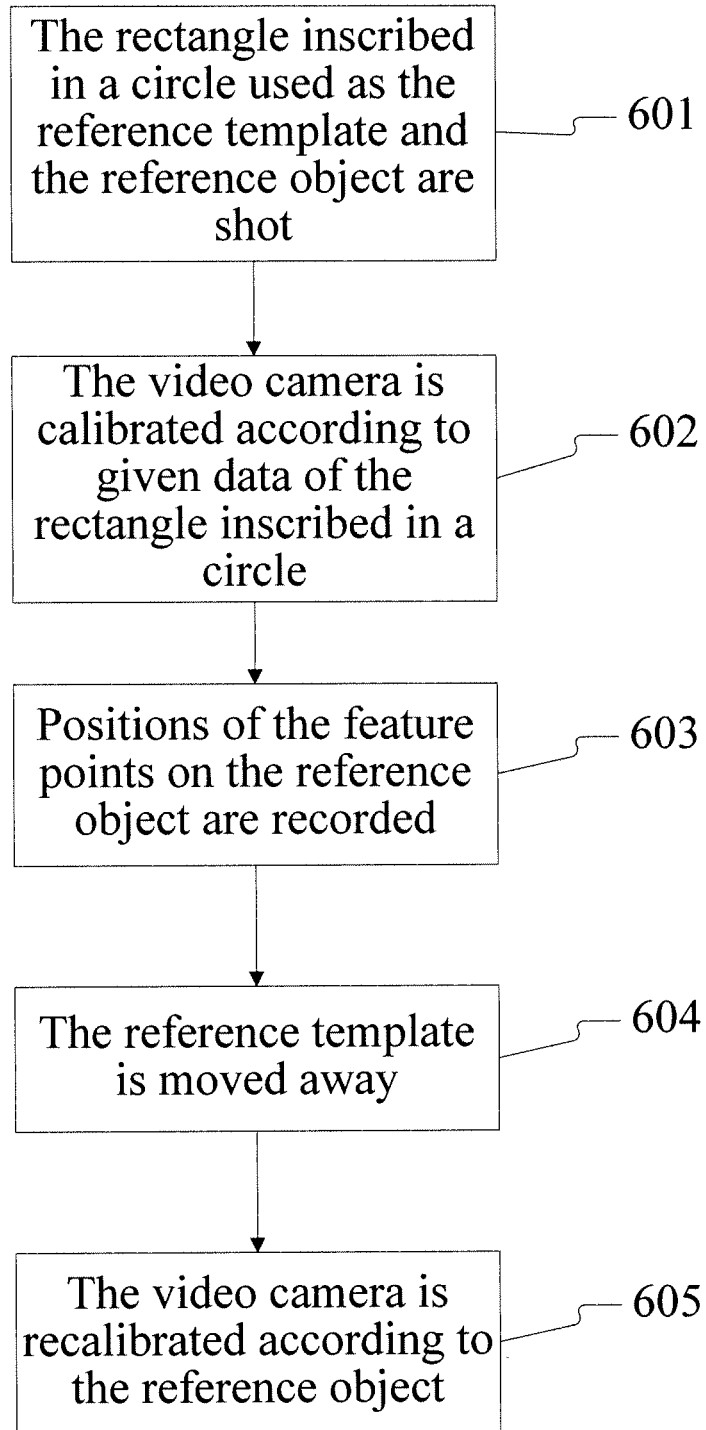 The rectangle inscribed
in a circle used as the
reference template and
the reference object are
shot
601
The video camera is
calibrated according to
given data of the
rectangle inscribed in a
circle
602
Positions of the feature
points on the reference
object are recorded
603
The reference template
is moved away
604
The video camera is
recalibrated according to
the reference object
605